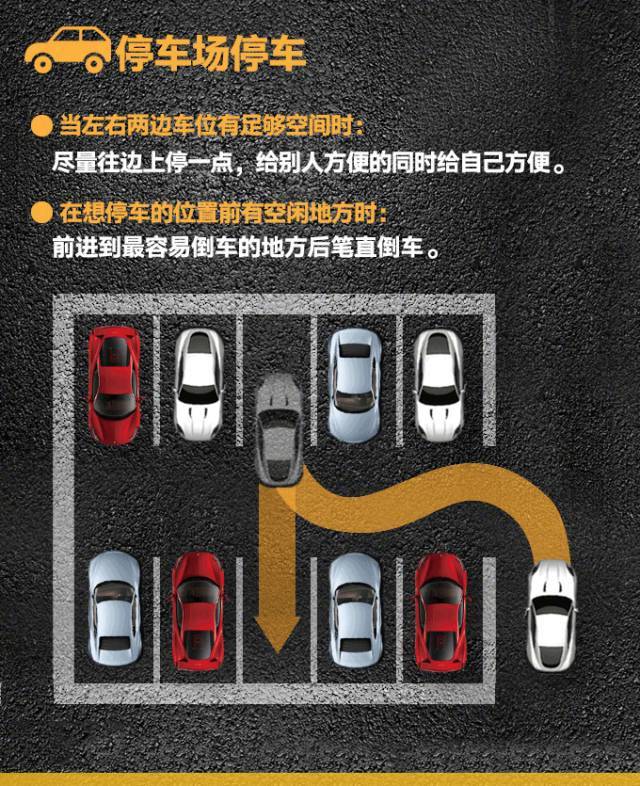 停车场停车
当左右两边车位有足够空间时：
尽量往边上停一点，给别人方便的同时给自己方便。
在想停车的位置前有空闲地方时：
前进到最容易倒车的地方后笔直倒车。